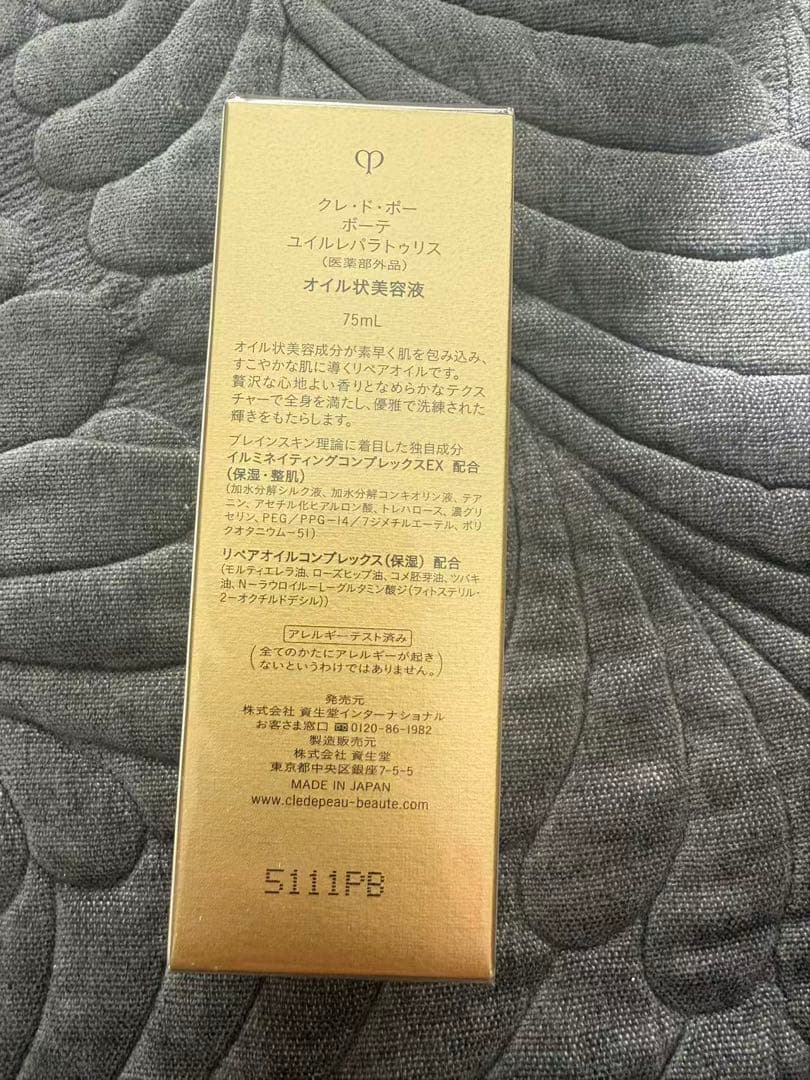 クレ・ド・ポー
ボーテ
ユイルレパラトゥリス
（医薬部外品）
オイル状美容液
75mL
オイル状美容成分が素早く肌を包み込み、
すこやかな肌に導くリペアオイルです。
贅沢な心地よい香りとなめらかなテクス
チャーで全身を満たし、優雅で洗練された
輝きをもたらします。
ブレインスキン理論に着目した独自成分
イルミネイティングコンプレックスEX 配合
（保湿・整肌）
（加水分解シルク液、加水分解コンキオリン液、テア
ニン、アセチル化ヒアルロン酸、トレハロース、濃グリ
セリン、PEG／PPG－14／7ジメチルエーテル、ポリ
クオタニウム－51）
リペアオイルコンプレックス（保湿） 配合
（モルティエレラ油、ローズヒップ油、コメ胚芽油、ツバキ
油、N－ラウロイル－L－グルタミン酸ジ（フィトステリル・
2－オクチルドデシル））
アレルギーテスト済み
（全てのかたにアレルギーが起き
ないというわけではありません。）
発売元
株式会社 資生堂インターナショナル
お客さま窓口 0120-86-1982
製造販売元
株式会社 資生堂
東京都中央区銀座7-5-5
MADE IN JAPAN
www.cledepeau-beaute.com
5111PB